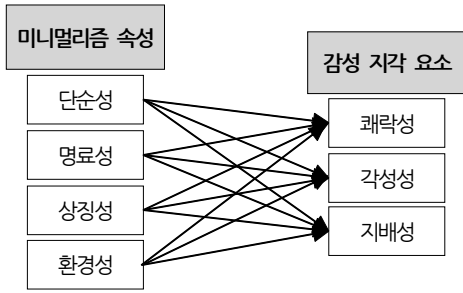 미니멀리즘 속성
단순성
명료성
상징성
환경성
감성 지각 요소
쾌락성
각성성
지배성